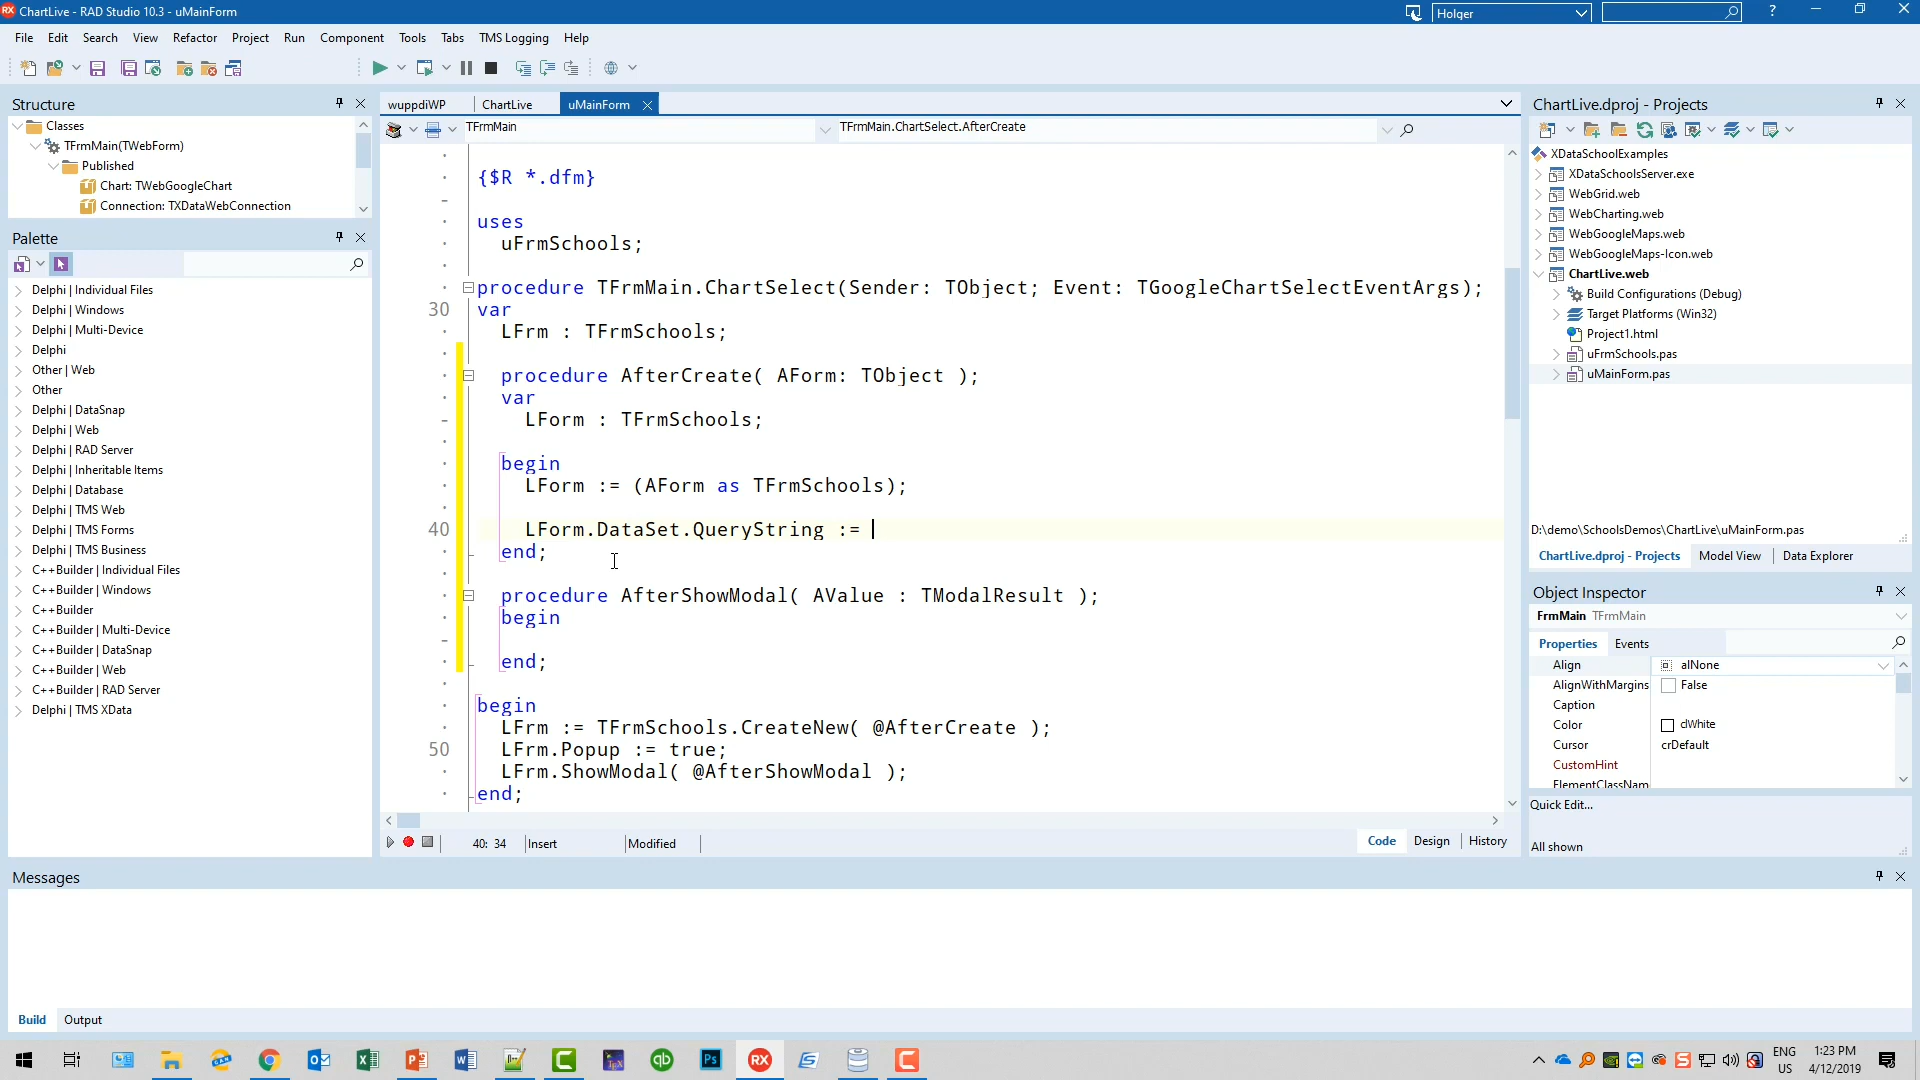 ChartLive - RAD Studio 10.3 - uMainForm
Holger
File Edit Search View Refactor Project Run Component Tools Tabs TMS Logging Help
Structure
Classes
TFrmMain(TWebForm)
Published
Chart: TWebGoogleChart
Connection: TXDataWebConnection
Palette
Delphi | Individual Files
Delphi | Windows
Delphi | Multi-Device
Delphi
Other | Web
Other
Delphi | DataSnap
Delphi | Web
Delphi | RAD Server
Delphi | Inheritable Items
Delphi | Database
Delphi | TMS Web
Delphi | TMS Forms
Delphi | TMS Business
C++Builder | Individual Files
C++Builder | Windows
C++Builder
C++Builder | Multi-Device
C++Builder | DataSnap
C++Builder | Web
C++Builder | RAD Server
Delphi | TMS XData
wuppdiWP ChartLive uMainForm
TFrmMain TFrmMain.ChartSelect.AfterCreate
{$R *.dfm}
uses
uFrmSchools;
procedure TFrmMain.ChartSelect(Sender: TObject; Event: TGoogleChartSelectEventArgs);
30 var
LFrm : TFrmSchools;
procedure AfterCreate( AForm: TObject );
var
LForm : TFrmSchools;
begin
LForm := (AForm as TFrmSchools);
40 LForm.DataSet.QueryString :=
end;
procedure AfterShowModal( AValue : TModalResult );
begin
end;
begin
LFrm := TFrmSchools.CreateNew( @AfterCreate );
50 LFrm.Popup := true;
LFrm.ShowModal( @AfterShowModal );
end;
40: 34 Insert Modified
Code Design History
ChartLive.dproj - Projects
XDataSchoolExamples
XDataSchoolsServer.exe
WebGrid.web
WebCharting.web
WebGoogleMaps.web
WebGoogleMaps-Icon.web
ChartLive.web
Build Configurations (Debug)
Target Platforms (Win32)
Project1.html
uFrmSchools.pas
uMainForm.pas
D:\demo\SchoolsDemos\ChartLive\uMainForm.pas
ChartLive.dproj - Projects Model View Data Explorer
Object Inspector
FrmMain TFrmMain
Properties Events
Align alNone
AlignWithMargins False
Caption
Color clWhite
Cursor crDefault
CustomHint
ElementClassNam
Quick Edit...
All shown
Messages
Build Output
ENG
US
1:23 PM
4/12/2019